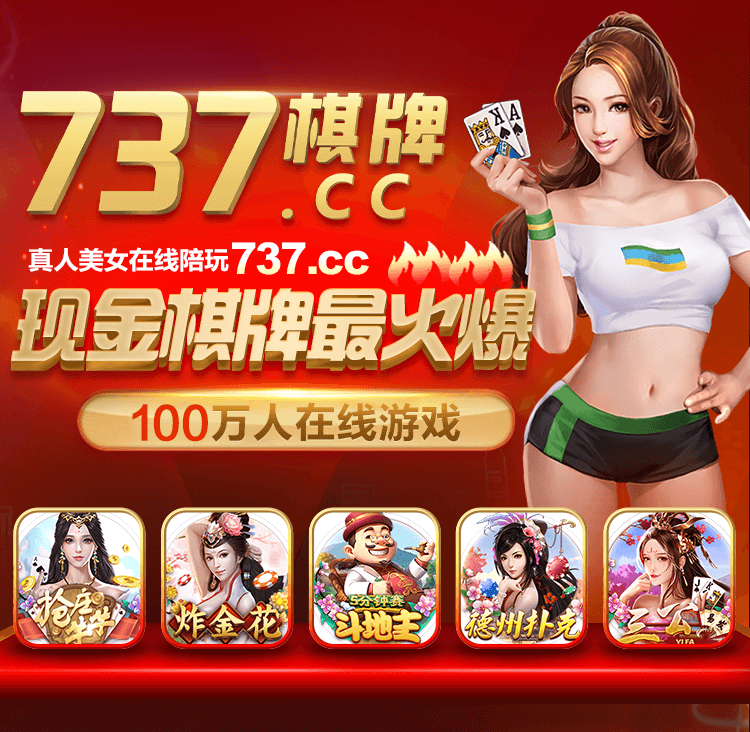 737棋牌
.CC
真人美女在线陪玩737.cc
现金棋牌最火爆
100万人在线游戏
K A
抢庄牛牛
炸金花
5分钟赛
斗地主
德州扑克
三公
YIFA